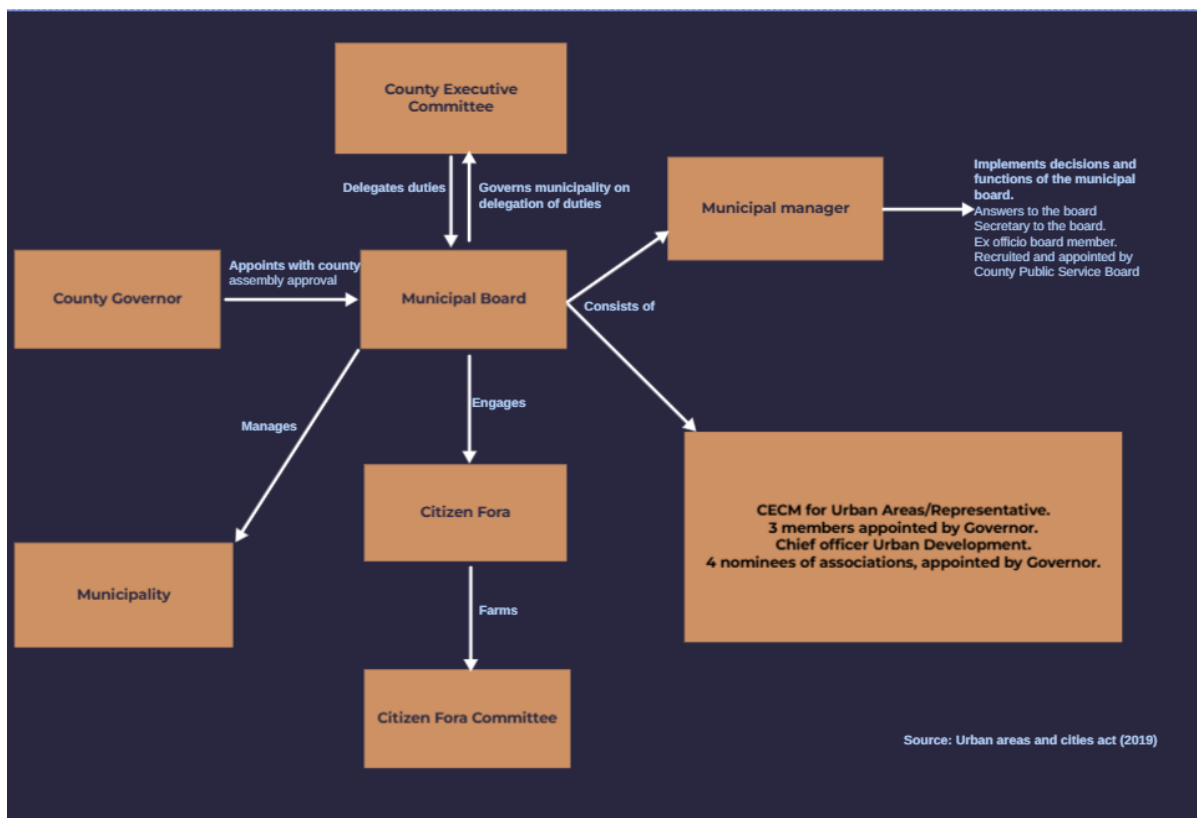 County Executive
Committee
Delegates duties
Governs municipality on
delegation of duties
Municipal manager
Implements decisions and
functions of the municipal
board.
Answers to the board
Secretary to the board.
Ex officio board member.
Recruited and appointed by
County Public Service Board
County Governor
Appoints with county
assembly approval
Municipal Board
Consists of
Manages
Engages
Municipality
Citizen Fora
CECM for Urban Areas/Representative.
3 members appointed by Governor.
Chief officer Urban Development.
4 nominees of associations, appointed by Governor.
Farms
Citizen Fora Committee
Source: Urban areas and cities act (2019)